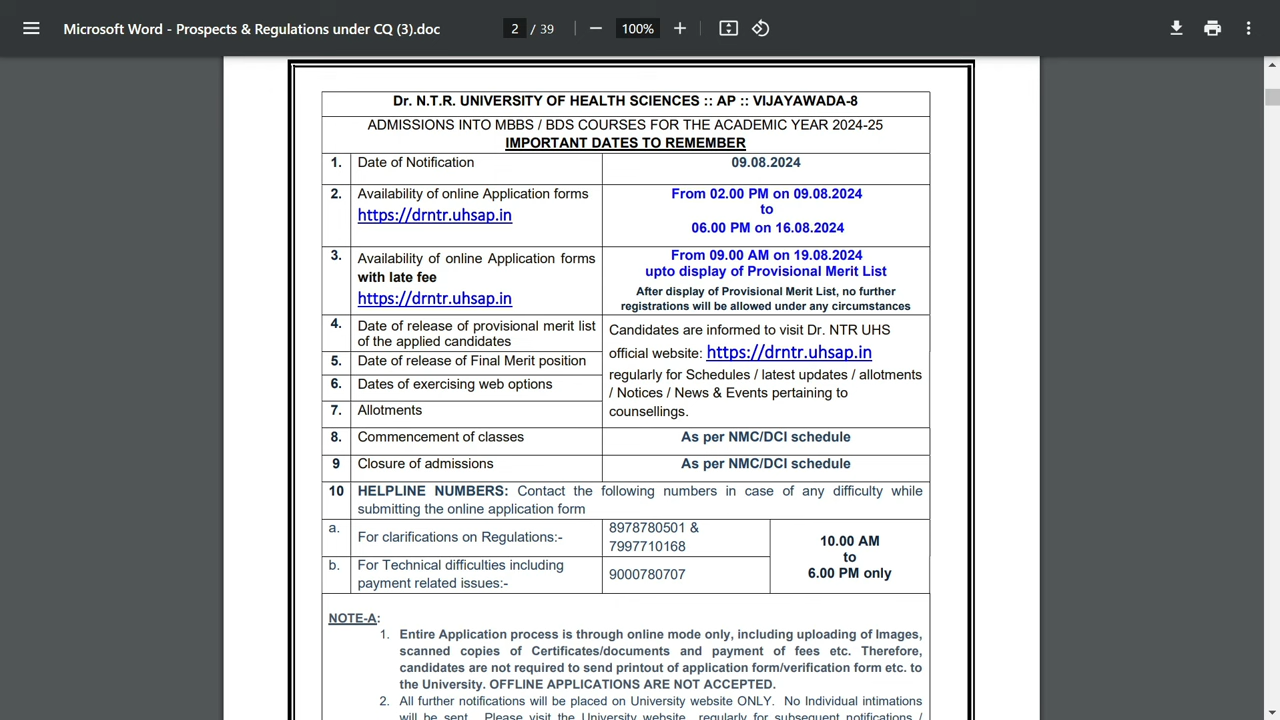 Microsoft Word - Prospects & Regulations under CQ (3).doc
2 / 39
100%
Dr. N.T.R. UNIVERSITY OF HEALTH SCIENCES :: AP :: VIJAYAWADA-8
ADMISSIONS INTO MBBS / BDS COURSES FOR THE ACADEMIC YEAR 2024-25
IMPORTANT DATES TO REMEMBER
1. Date of Notification 09.08.2024
2. Availability of online Application forms
https://drntr.uhsap.in
From 02.00 PM on 09.08.2024
to
06.00 PM on 16.08.2024
3. Availability of online Application forms
with late fee
https://drntr.uhsap.in
From 09.00 AM on 19.08.2024
upto display of Provisional Merit List
After display of Provisional Merit List, no further
registrations will be allowed under any circumstances
4. Date of release of provisional merit list
of the applied candidates
5. Date of release of Final Merit position
6. Dates of exercising web options
7. Allotments
Candidates are informed to visit Dr. NTR UHS
official website: https://drntr.uhsap.in
regularly for Schedules / latest updates / allotments
/ Notices / News & Events pertaining to
counsellings.
8. Commencement of classes As per NMC/DCI schedule
9 Closure of admissions As per NMC/DCI schedule
10 HELPLINE NUMBERS: Contact the following numbers in case of any difficulty while
submitting the online application form
a. For clarifications on Regulations:-
8978780501 &
7997710168
b. For Technical difficulties including
payment related issues:-
9000780707
10.00 AM
to
6.00 PM only
NOTE-A:
1. Entire Application process is through online mode only, including uploading of Images,
scanned copies of Certificates/documents and payment of fees etc. Therefore,
candidates are not required to send printout of application form/verification form etc. to
the University. OFFLINE APPLICATIONS ARE NOT ACCEPTED.
2. All further notifications will be placed on University website ONLY. No Individual intimations
will be sent. Please visit the University website regularly for subsequent notifications /